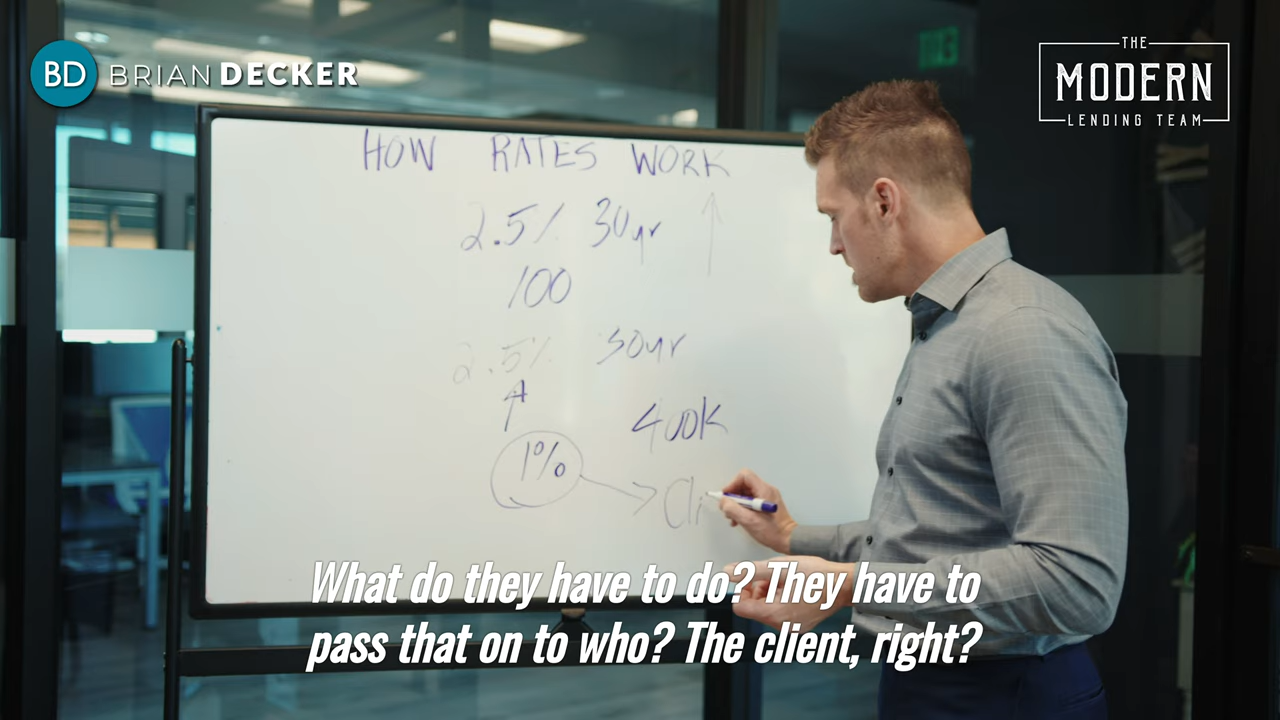 BD BRIAN DECKER
THE
MODERN
LENDING TEAM
HOW RATES WORK
2.5% 30yr
100
2.5% 30yr
400K
1%
Cli
What do they have to do? They have to
pass that on to who? The client, right?